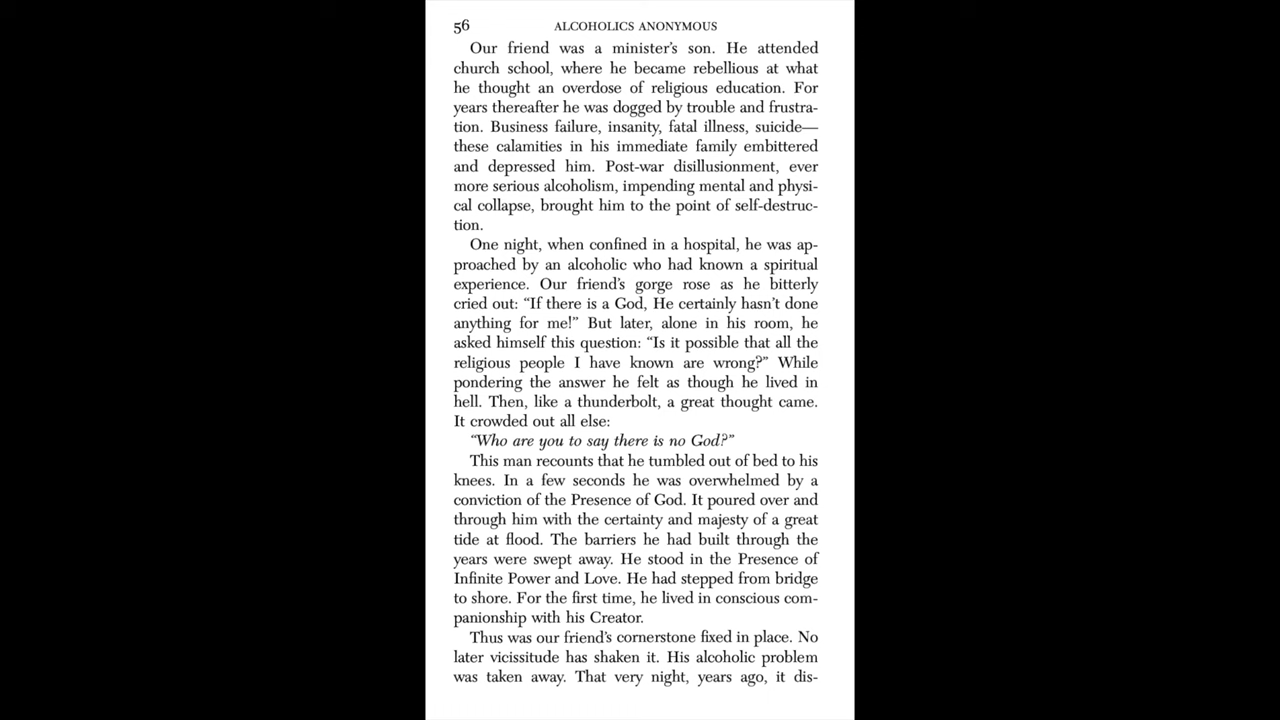 56 ALCOHOLICS ANONYMOUS
Our friend was a minister's son. He attended
church school, where he became rebellious at what
he thought an overdose of religious education. For
years thereafter he was dogged by trouble and frustra-
tion. Business failure, insanity, fatal illness, suicide—
these calamities in his immediate family embittered
and depressed him. Post-war disillusionment, ever
more serious alcoholism, impending mental and physi-
cal collapse, brought him to the point of self-destruc-
tion.
One night, when confined in a hospital, he was ap-
proached by an alcoholic who had known a spiritual
experience. Our friend's gorge rose as he bitterly
cried out: “If there is a God, He certainly hasn't done
anything for me!” But later, alone in his room, he
asked himself this question: “Is it possible that all the
religious people I have known are wrong?” While
pondering the answer he felt as though he lived in
hell. Then, like a thunderbolt, a great thought came.
It crowded out all else:
“Who are you to say there is no God?”
This man recounts that he tumbled out of bed to his
knees. In a few seconds he was overwhelmed by a
conviction of the Presence of God. It poured over and
through him with the certainty and majesty of a great
tide at flood. The barriers he had built through the
years were swept away. He stood in the Presence of
Infinite Power and Love. He had stepped from bridge
to shore. For the first time, he lived in conscious com-
panionship with his Creator.
Thus was our friend's cornerstone fixed in place. No
later vicissitude has shaken it. His alcoholic problem
was taken away. That very night, years ago, it dis-